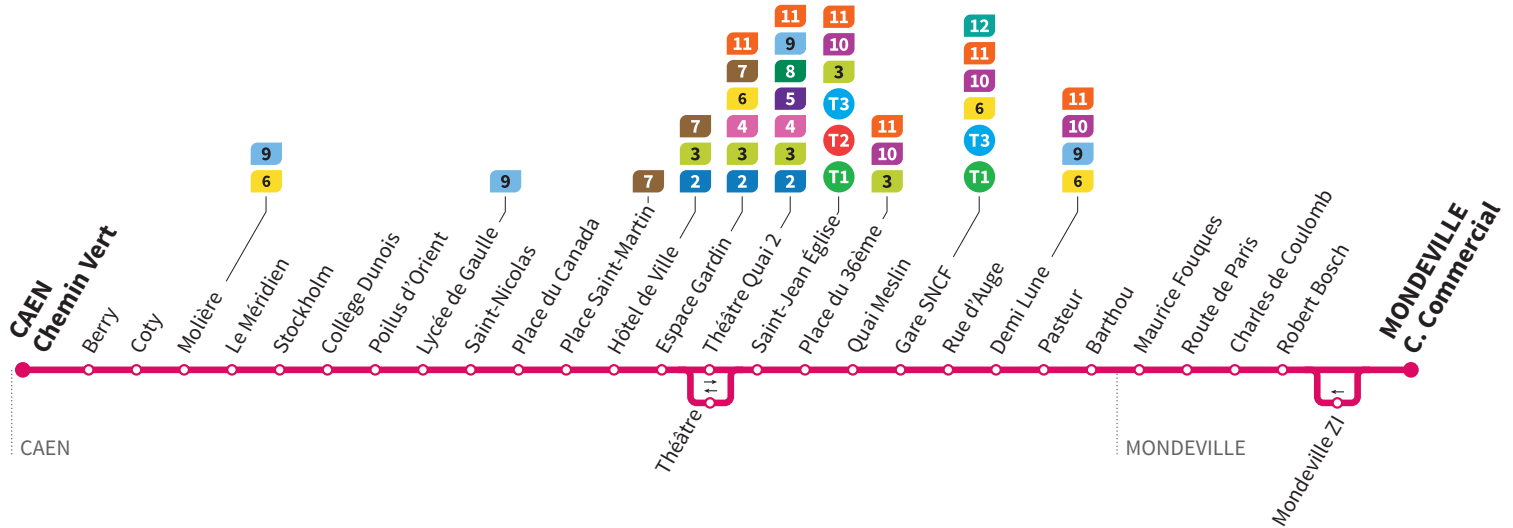 9
6
9
7
7
3
2
11
7
6
4
3
2
11
9
8
5
4
3
2
11
10
3
T3
T2
T1
11
10
3
12
11
10
6
T3
T1
11
10
9
6
CAEN
Chemin Vert
Berry
Coty
Molière
Le Méridien
Stockholm
Collège Dunois
Poilus d’Orient
Lycée de Gaulle
Saint-Nicolas
Place du Canada
Place Saint-Martin
Hôtel de Ville
Espace Gardin
Théâtre Quai 2
Saint-Jean Église
Place du 36ème
Quai Meslin
Gare SNCF
Rue d’Auge
Demi Lune
Pasteur
Barthou
Maurice Fouques
Route de Paris
Charles de Coulomb
Robert Bosch
MONDEVILLE
C. Commercial
Théâtre
Mondeville ZI
CAEN
MONDEVILLE